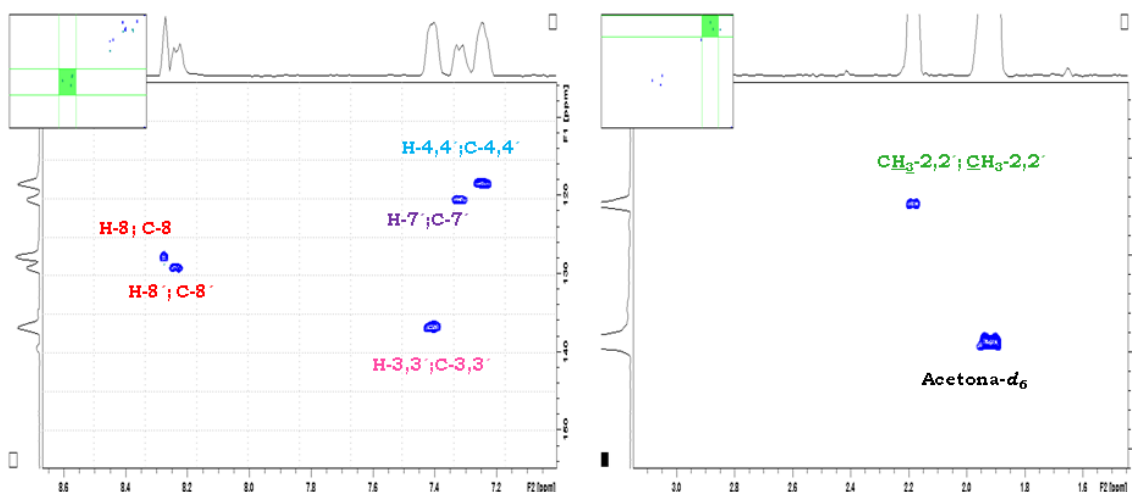 F1 [ppm]
H-4,4´;C-4,4´
120
H-7´;C-7´
H-8; C-8
130
H-8´; C-8´
140
H-3,3´;C-3,3´
150
8.6 8.4 8.2 8.0 7.8 7.6 7.4 7.2 F2 [ppm]
CH3-2,2´; CH3-2,2´
Acetona-d6
3.0 2.8 2.6 2.4 2.2 2.0 1.8 1.6 F2 [ppm]